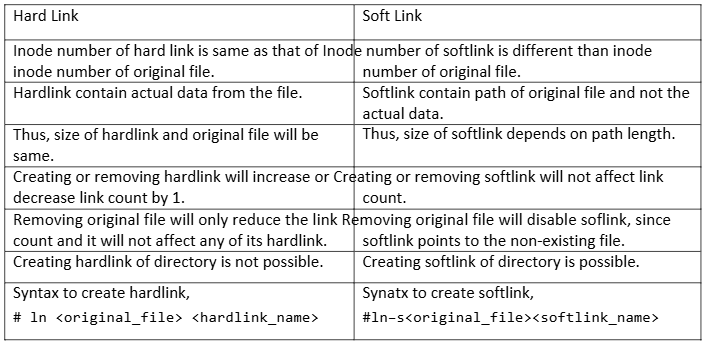 Hard Link
Soft Link
Inode number of hard link is same as that of
inode number of original file.
Inode number of softlink is different than inode
number of original file.
Hardlink contain actual data from the file.
Softlink contain path of original file and not the
actual data.
Thus, size of hardlink and original file will be
same.
Thus, size of softlink depends on path length.
Creating or removing hardlink will increase or
decrease link count by 1.
Creating or removing softlink will not affect link
count.
Removing original file will only reduce the link
count and it will not affect any of its hardlink.
Removing original file will disable soflink, since
softlink points to the non-existing file.
Creating hardlink of directory is not possible.
Creating softlink of directory is possible.
Syntax to create hardlink,
# ln <original_file> <hardlink_name>
Synatx to create softlink,
#ln-s<original_file><softlink_name>